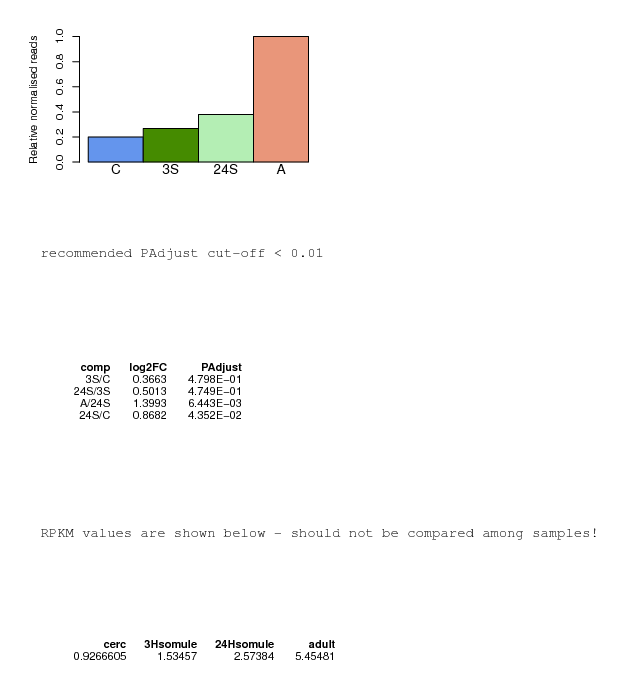 Relative normalised reads
1.0
0.8
0.6
0.4
0.2
0.0
C 3S 24S A
recommended PAdjust cut-off < 0.01
comp log2FC PAdjust
3S/C 0.3663 4.798E−01
24S/3S 0.5013 4.749E−01
A/24S 1.3993 6.443E−03
24S/C 0.8682 4.352E−02
RPKM values are shown below - should not be compared among samples!
cerc 3Hsomule 24Hsomule adult
0.9266605 1.53457 2.57384 5.45481